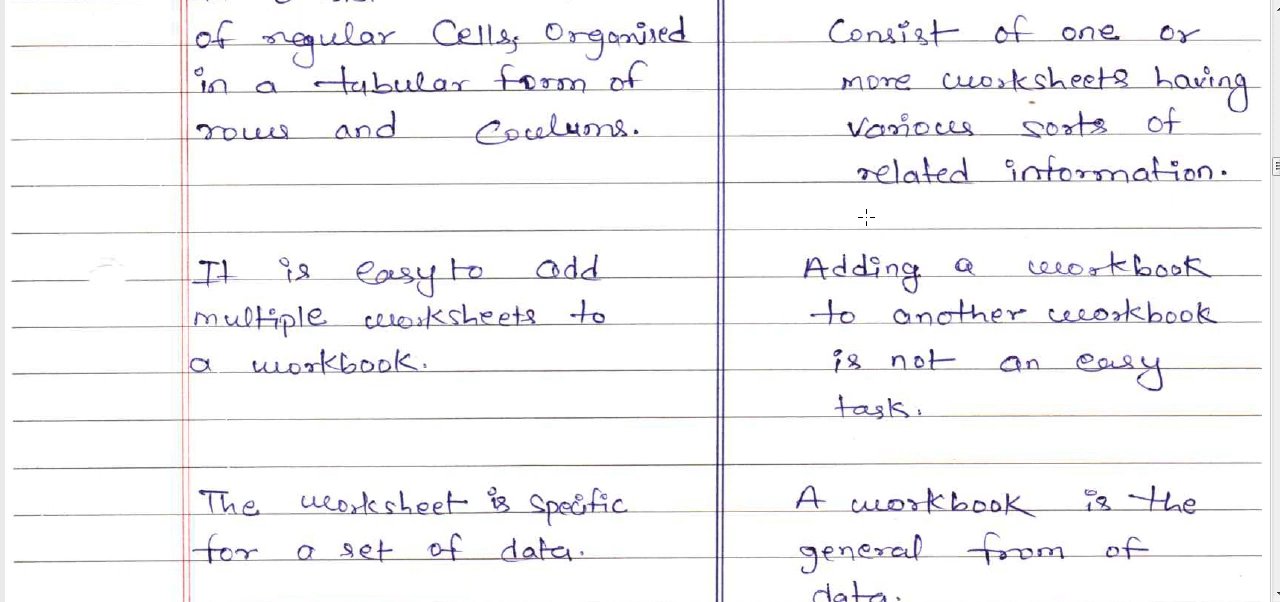 of regular Cells, Organised
in a tabular form of
rows and Coculums.
It is easy to add
multiple worksheets to
a workbook.
The worksheet is specific
for a set of data.
Consist of one or
more worksheets having
various sorts of
related information.
Adding a workbook
to another workbook
is not an easy
task.
A workbook is the
general from of
data.